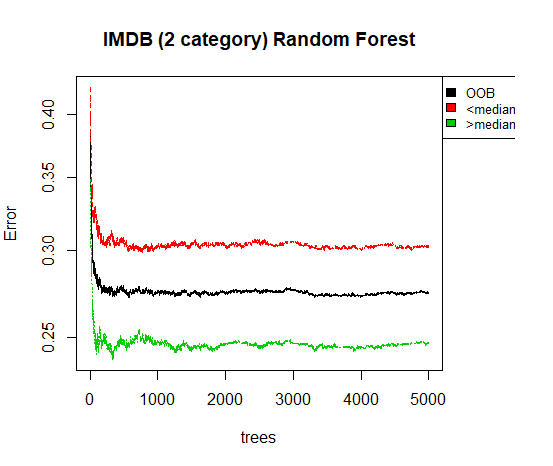 IMDB (2 category) Random Forest
OOB
<median
>median
0.40
0.35
0.30
0.25
Error
0 1000 2000 3000 4000 5000
trees